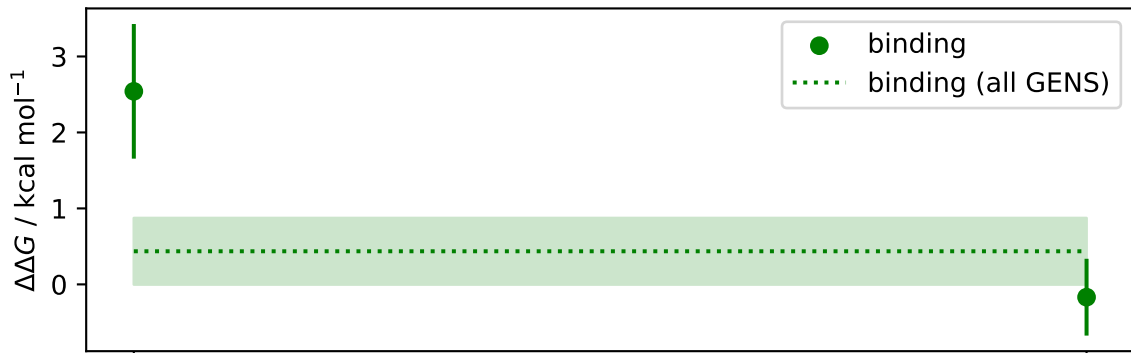 ΔΔG / kcal mol⁻¹
3
2
1
0
binding
binding (all GENS)